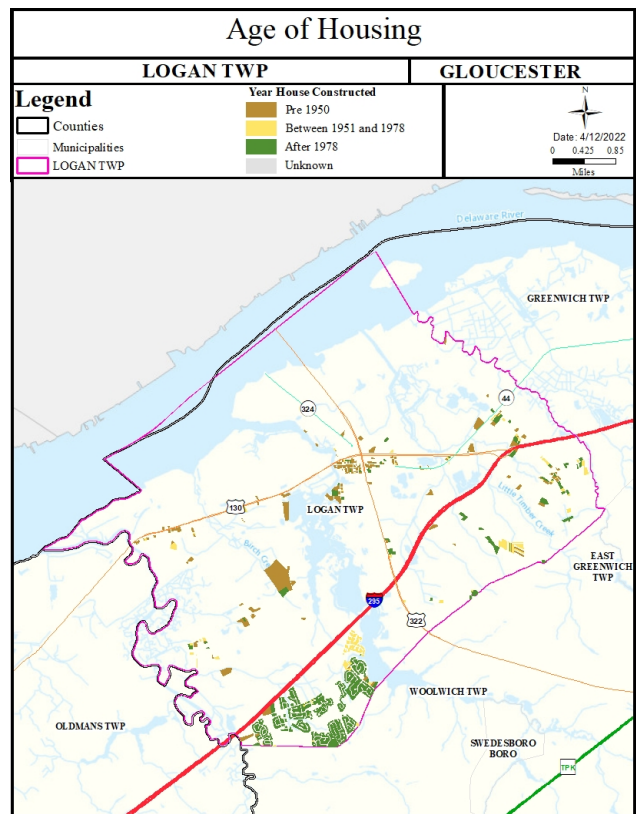 Age of Housing
LOGAN TWP
GLOUCESTER
Legend
Counties
Municipalities
LOGAN TWP
Year House Constructed
Pre 1950
Between 1951 and 1978
After 1978
Unknown
N
Date: 4/12/2022
0 0.425 0.85
Miles
Delaware River
GREENWICH TWP
324
44
130
LOGAN TWP
Little Timber Creek
Birch
EAST
GREENWICH
TWP
295
322
WOOLWICH TWP
OLDMANS TWP
SWEDESBORO
BORO
TPK